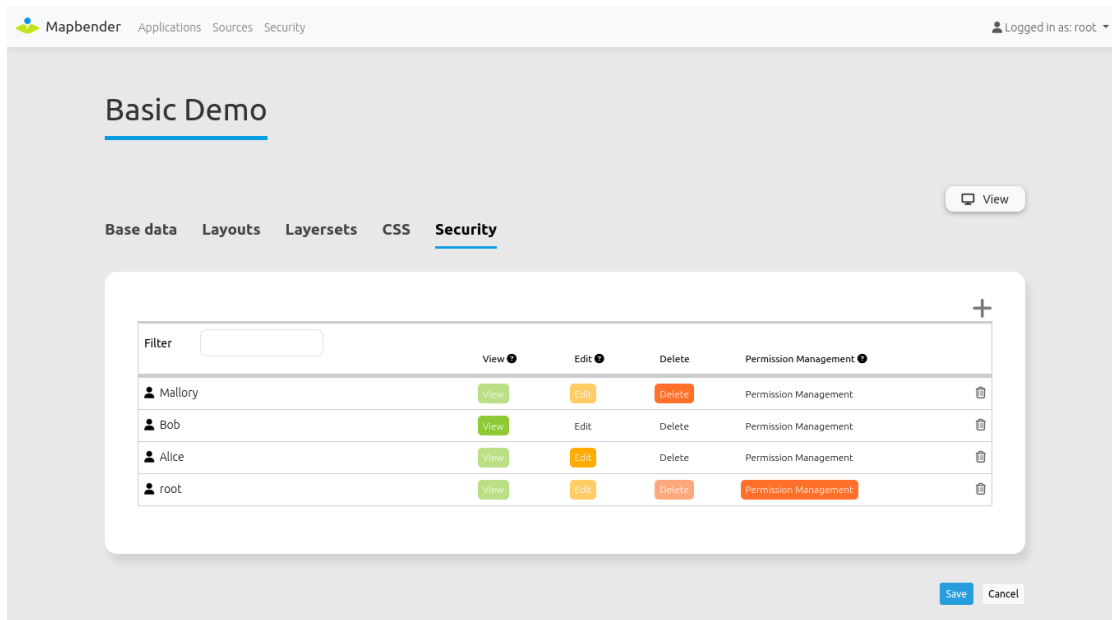 Mapbender Applications Sources Security Logged in as: root
Basic Demo
View
Base data Layouts Layersets CSS Security
Filter
View Edit Delete Permission Management
Mallory View Edit Delete Permission Management
Bob View Edit Delete Permission Management
Alice View Edit Delete Permission Management
root View Edit Delete Permission Management
Save Cancel